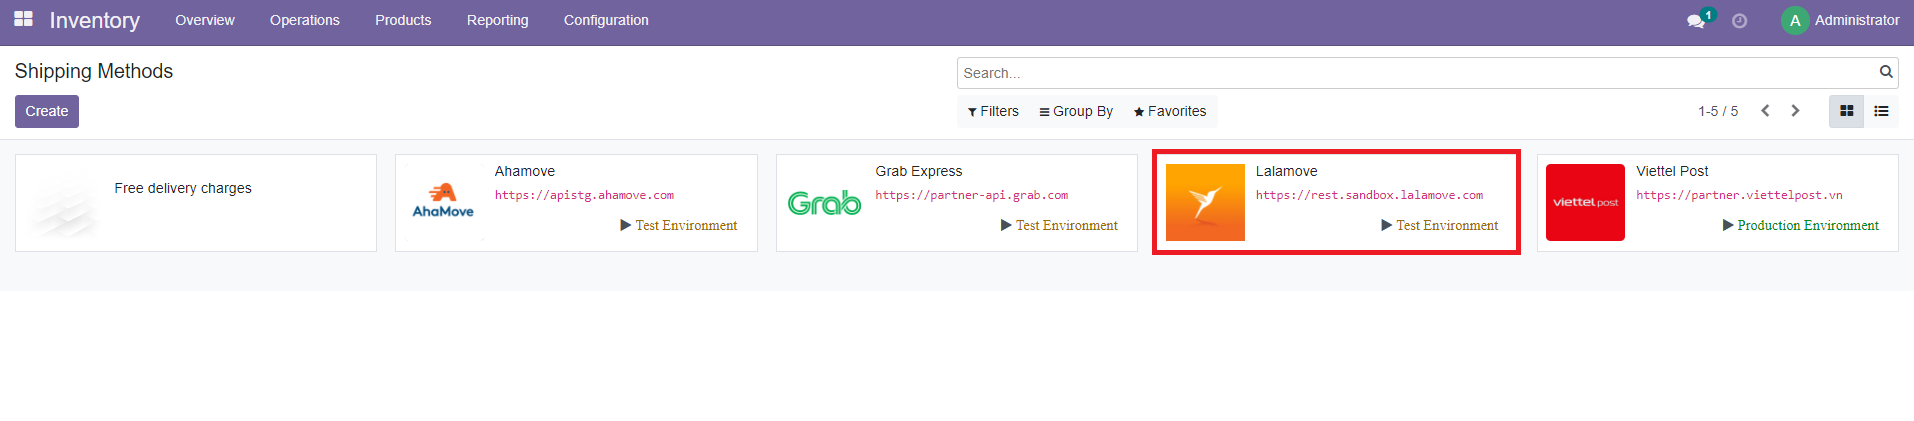 Inventory Overview Operations Products Reporting Configuration 1 A Administrator
Shipping Methods
Search...
Create
Filters Group By Favorites 1-5 / 5
Free delivery charges
AhaMove
Ahamove
https://apistg.ahamove.com
Test Environment
Grab
Grab Express
https://partner-api.grab.com
Test Environment
Lalamove
https://rest.sandbox.lalamove.com
Test Environment
viettel post
Viettel Post
https://partner.viettelpost.vn
Production Environment